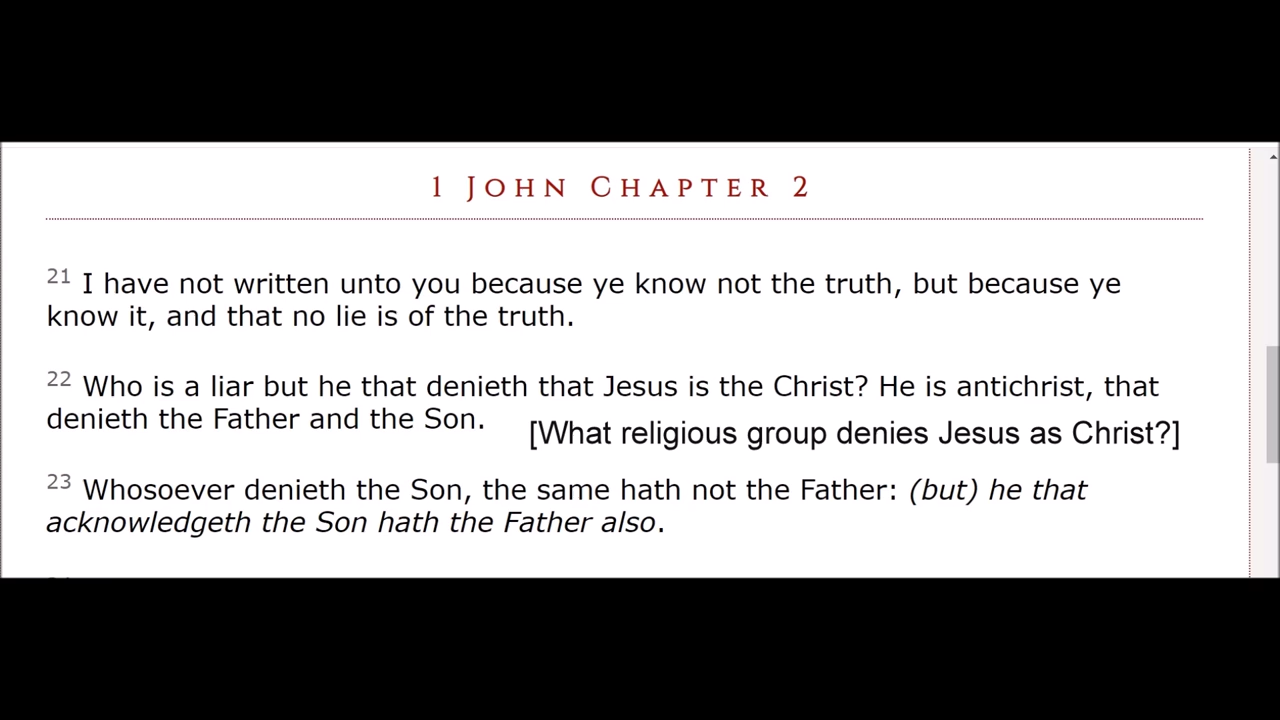 1 John Chapter 2
21 I have not written unto you because ye know not the truth, but because ye
know it, and that no lie is of the truth.
22 Who is a liar but he that denieth that Jesus is the Christ? He is antichrist, that
denieth the Father and the Son.
[What religious group denies Jesus as Christ?]
23 Whosoever denieth the Son, the same hath not the Father: (but) he that
acknowledgeth the Son hath the Father also.